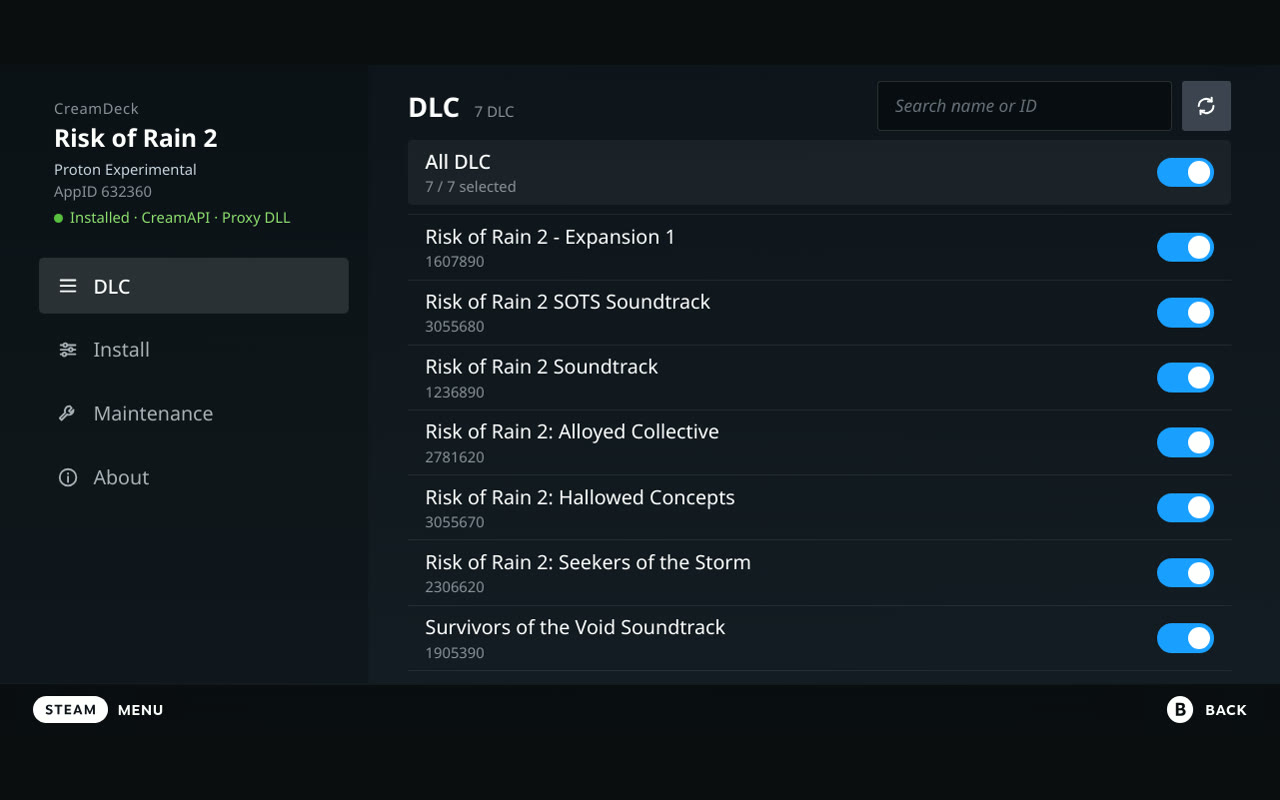 CreamDeck
Risk of Rain 2
Proton Experimental
AppID 632360
Installed · CreamAPI · Proxy DLL
DLC
Install
Maintenance
About
DLC 7 DLC
Search name or ID
All DLC
7 / 7 selected
Risk of Rain 2 - Expansion 1
1607890
Risk of Rain 2 SOTS Soundtrack
3055680
Risk of Rain 2 Soundtrack
1236890
Risk of Rain 2: Alloyed Collective
2781620
Risk of Rain 2: Hallowed Concepts
3055670
Risk of Rain 2: Seekers of the Storm
2306620
Survivors of the Void Soundtrack
1905390
STEAM MENU
B BACK